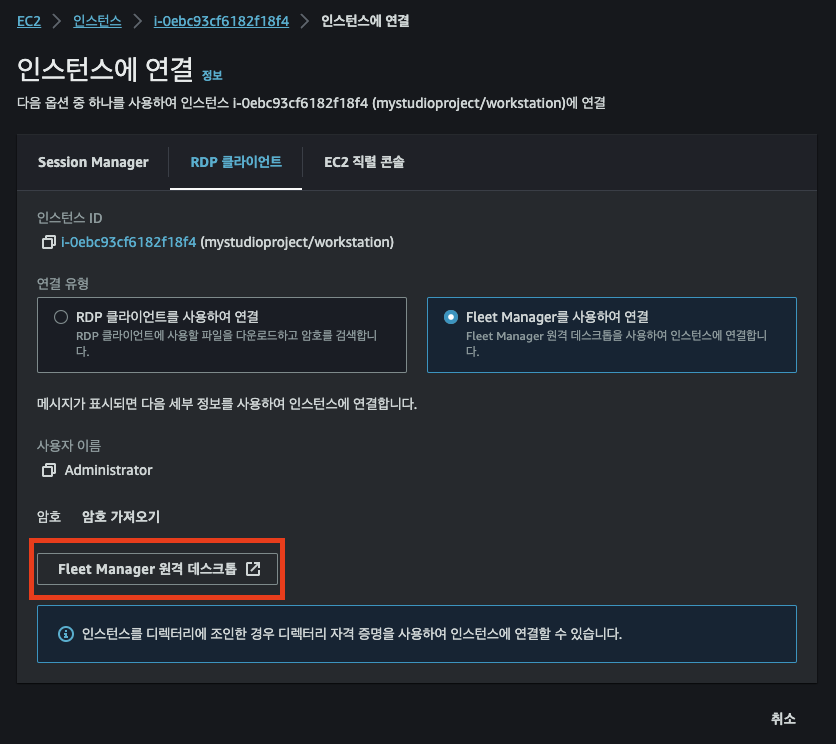 EC2 > 인스턴스 > i-0ebc93cf6182f18f4 > 인스턴스에 연결
인스턴스에 연결 정보
다음 옵션 중 하나를 사용하여 인스턴스 i-0ebc93cf6182f18f4 (mystudioproject/workstation)에 연결
Session Manager RDP 클라이언트 EC2 직렬 콘솔
인스턴스 ID
i-0ebc93cf6182f18f4 (mystudioproject/workstation)
연결 유형
RDP 클라이언트를 사용하여 연결
RDP 클라이언트에 사용할 파일을 다운로드하고 암호를 검색합니
다.
Fleet Manager를 사용하여 연결
Fleet Manager 원격 데스크톱을 사용하여 인스턴스에 연결합니
다.
메시지가 표시되면 다음 세부 정보를 사용하여 인스턴스에 연결합니다.
사용자 이름
Administrator
암호 암호 가져오기
Fleet Manager 원격 데스크톱
인스턴스를 디렉터리에 조인한 경우 디렉터리 자격 증명을 사용하여 인스턴스에 연결할 수 있습니다.
취소